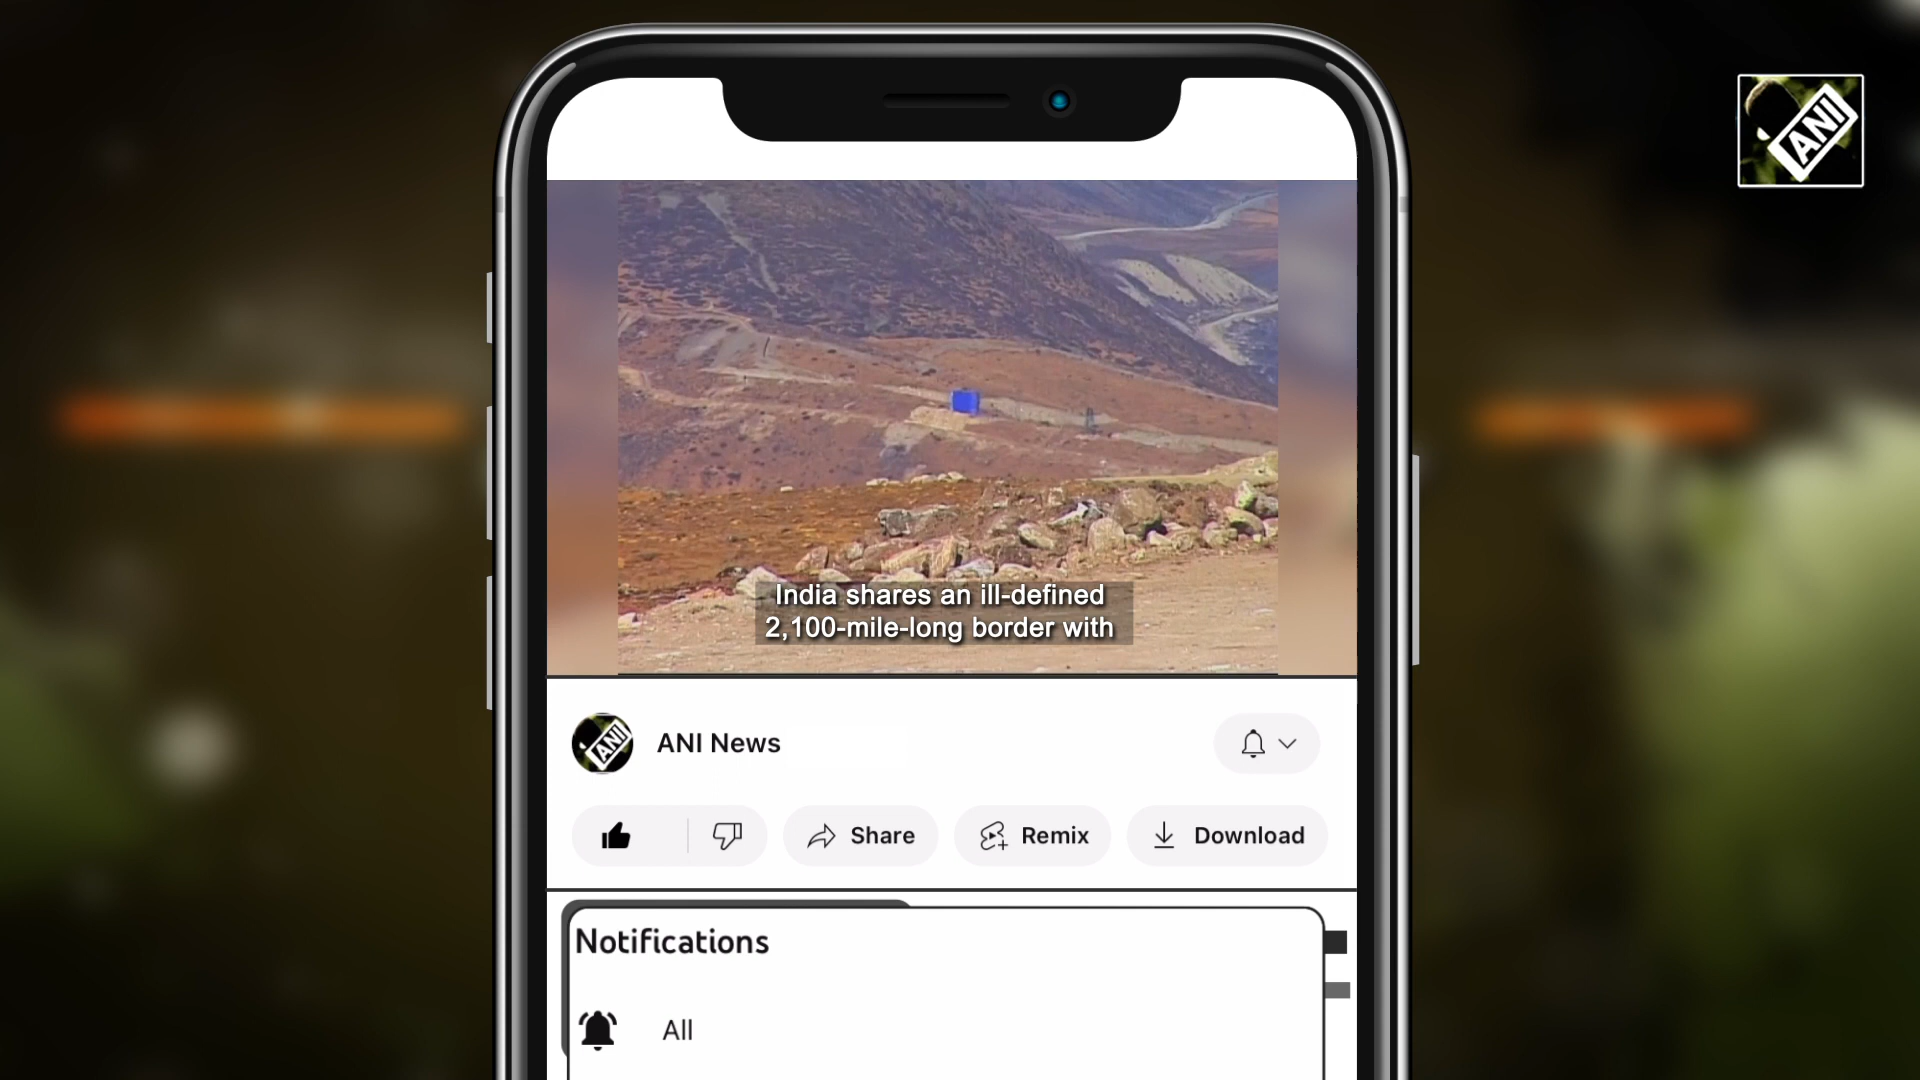 ANI
India shares an ill-defined
2,100-mile-long border with
ANI
ANI News
Share
Remix
Download
Notifications
All